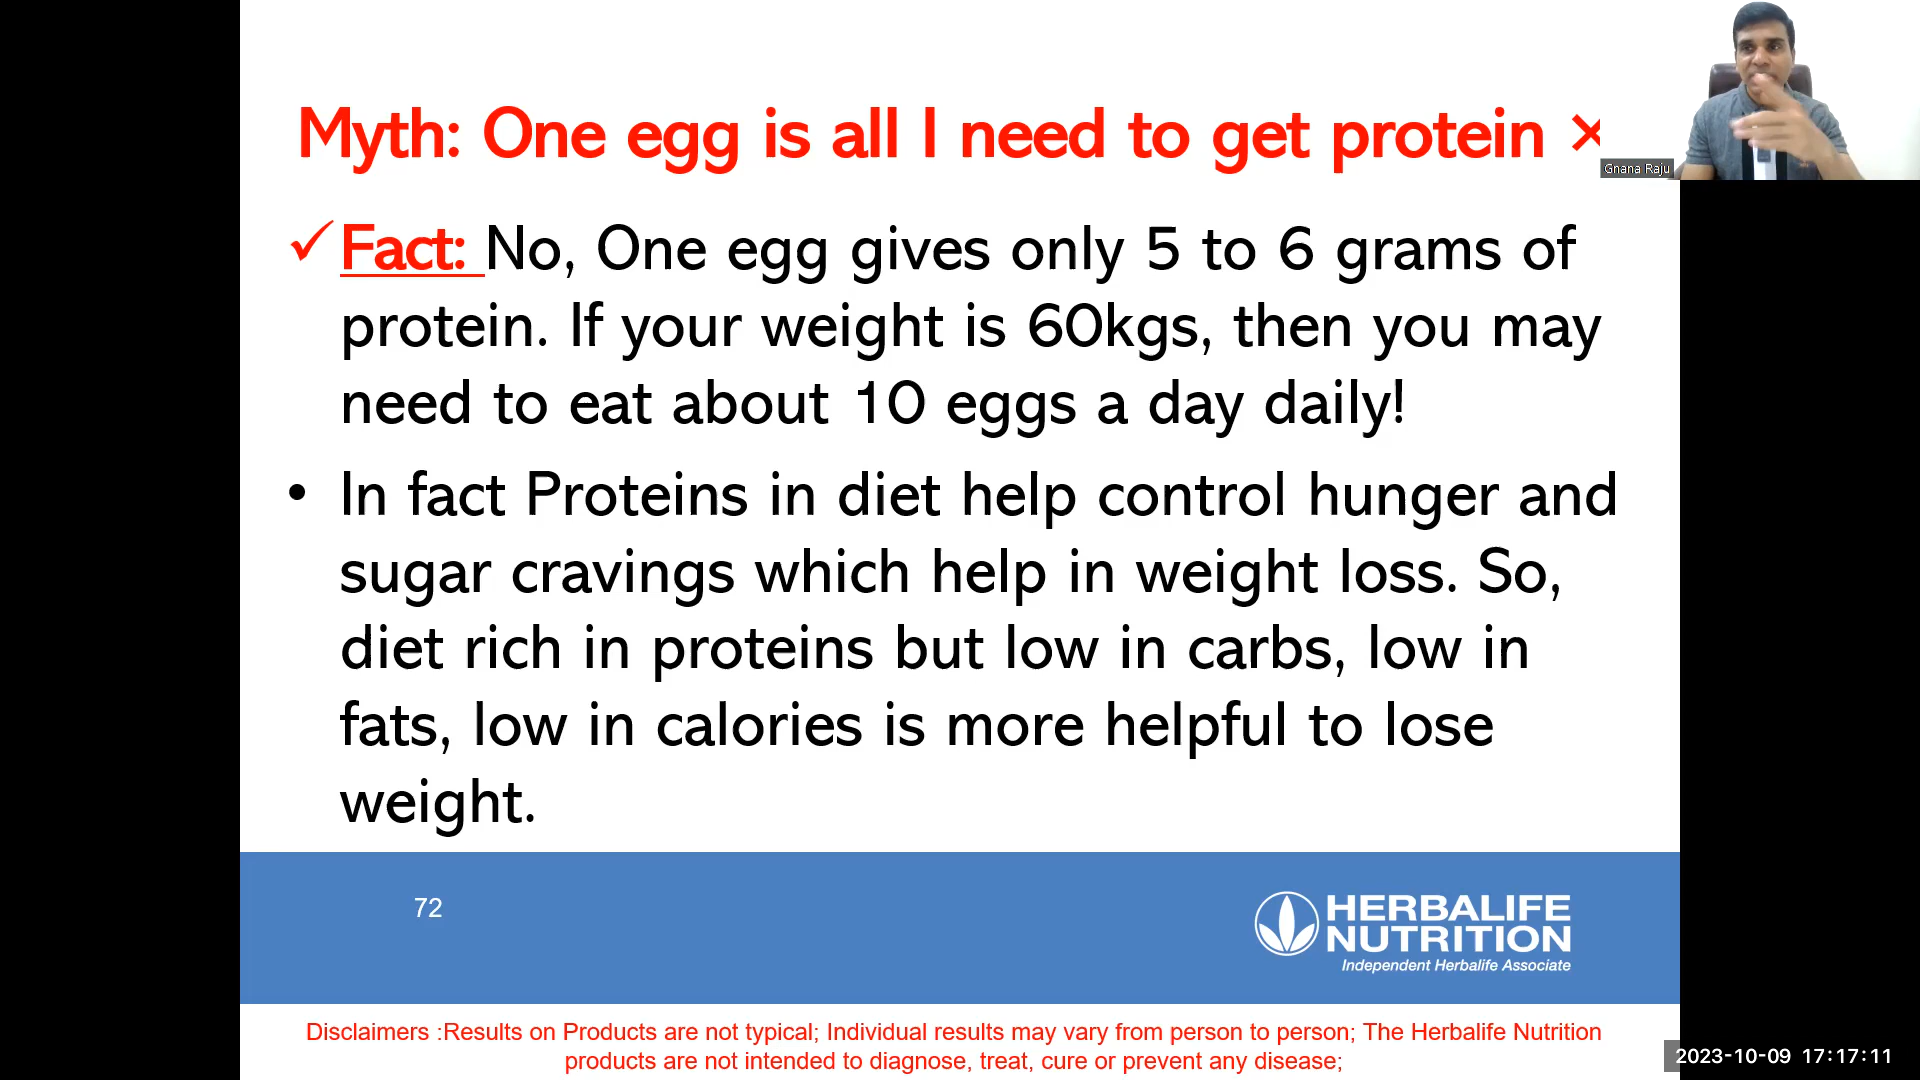 Myth: One egg is all I need to get protein ×
Gnana Raju
✓Fact: No, One egg gives only 5 to 6 grams of
protein. If your weight is 60kgs, then you may
need to eat about 10 eggs a day daily!
• In fact Proteins in diet help control hunger and
sugar cravings which help in weight loss. So,
diet rich in proteins but low in carbs, low in
fats, low in calories is more helpful to lose
weight.
72
HERBALIFE
NUTRITION
Independent Herbalife Associate
Disclaimers :Results on Products are not typical; Individual results may vary from person to person; The Herbalife Nutrition
products are not intended to diagnose, treat, cure or prevent any disease;
2023-10-09 17:17:11